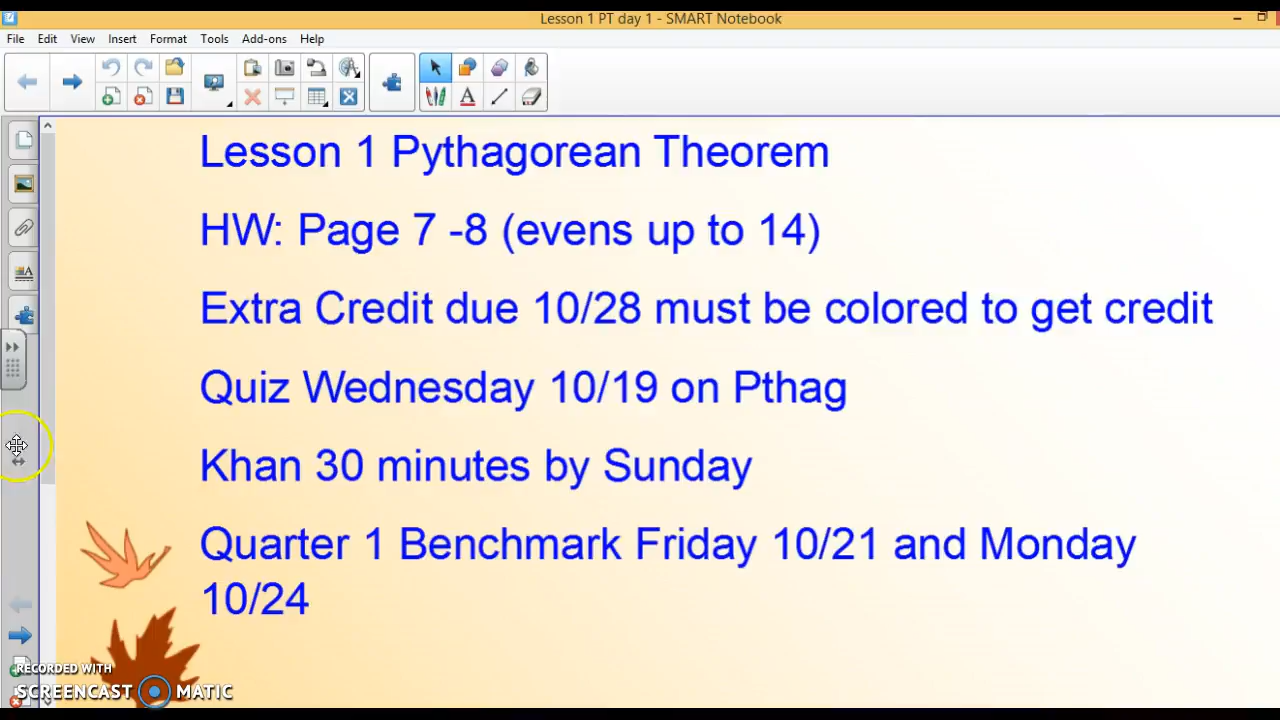 Lesson 1 PT day 1 - SMART Notebook
File Edit View Insert Format Tools Add-ons Help
Lesson 1 Pythagorean Theorem
HW: Page 7 -8 (evens up to 14)
Extra Credit due 10/28 must be colored to get credit
Quiz Wednesday 10/19 on Pthag
Khan 30 minutes by Sunday
Quarter 1 Benchmark Friday 10/21 and Monday
10/24
RECORDED WITH
SCREENCAST MATIC